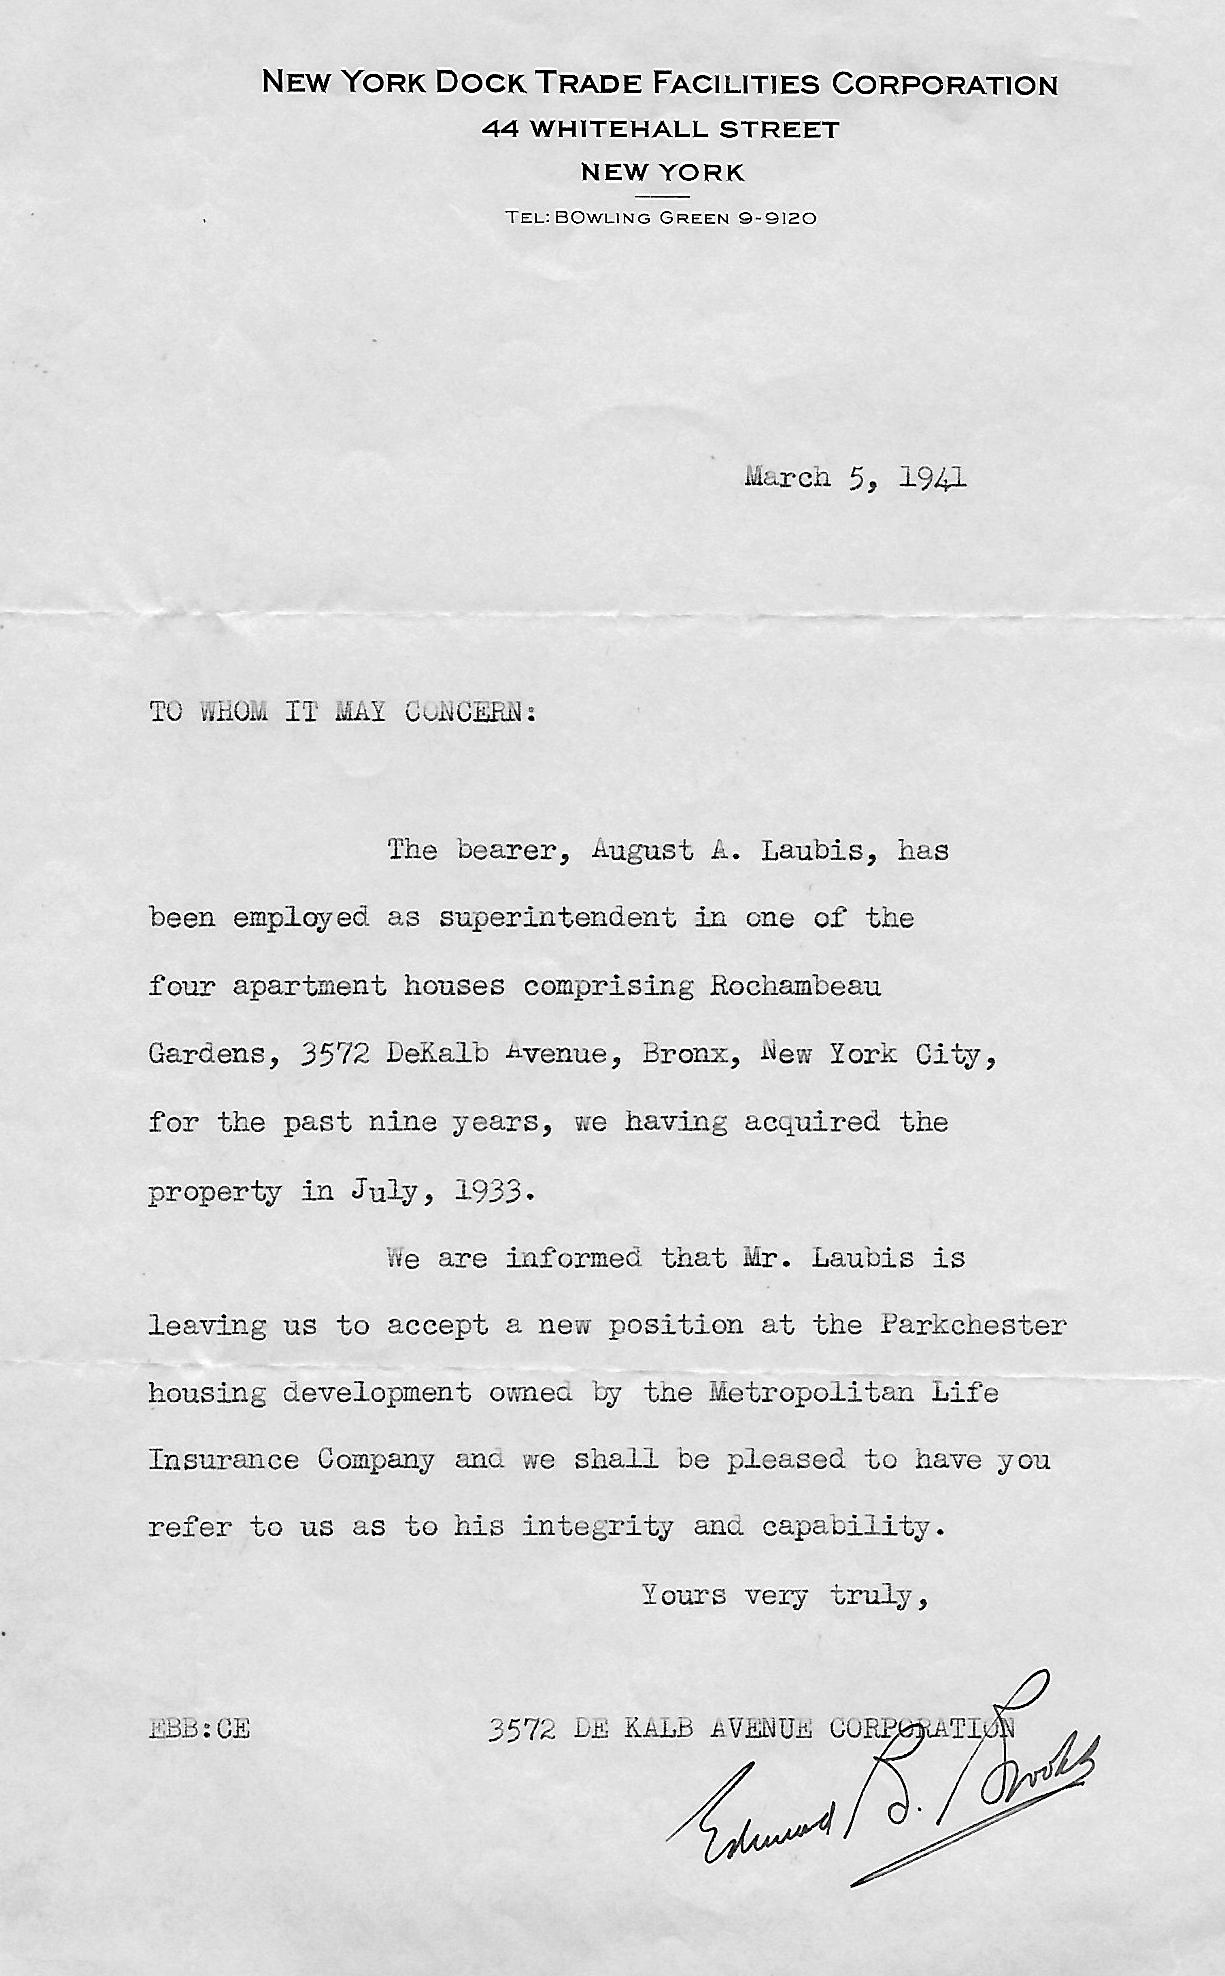 NEW YORK DOCK TRADE FACILITIES CORPORATION
44 WHITEHALL STREET
NEW YORK
TEL: BOWLING GREEN 9-9120
March 5, 1941
TO WHOM IT MAY CONCERN:
The bearer, August A. Laubis, has
been employed as superintendent in one of the
four apartment houses comprising Rochambeau
Gardens, 3572 DeKalb Avenue, Bronx, New York City,
for the past nine years, we having acquired the
property in July, 1933.
We are informed that Mr. Laubis is
leaving us to accept a new position at the Parkchester
housing development owned by the Metropolitan Life
Insurance Company and we shall be pleased to have you
refer to us as to his integrity and capability.
Yours very truly,
EBB:CE 3572 DE KALB AVENUE CORPORATION
Edmund B. Brooks